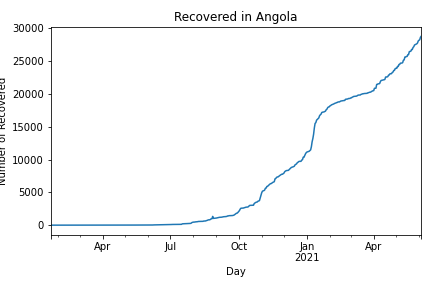 Recovered in Angola
Number of Recovered
30000
25000
20000
15000
10000
5000
0
Apr
Jul
Oct
Jan
2021
Apr
Day